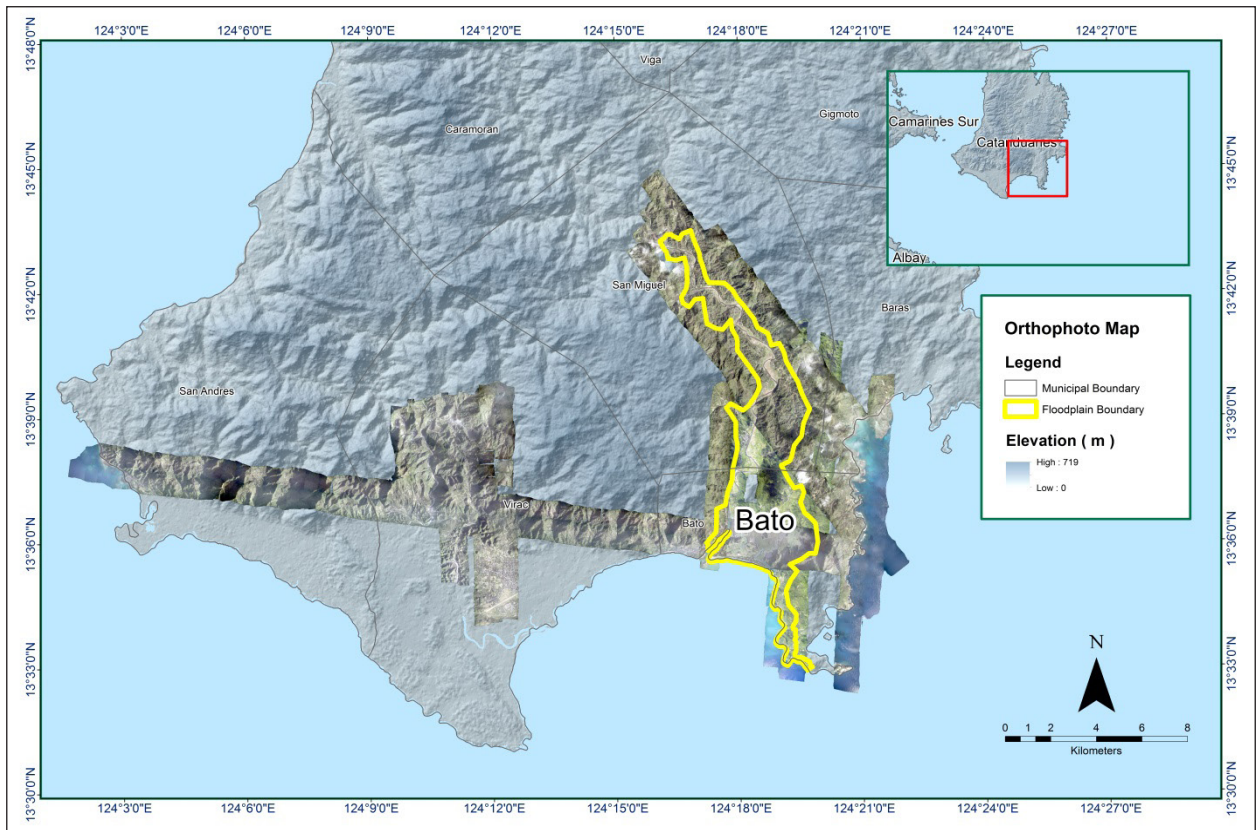 124°3'0"E 124°6'0"E 124°9'0"E 124°12'0"E 124°15'0"E 124°18'0"E 124°21'0"E 124°24'0"E 124°27'0"E
13°48'0"N
13°48'0"N
Viga
Gigmoto
Caramoran
Camarines Sur
Catanduanes
Albay
13°45'0"N
13°45'0"N
San Miguel
Baras
13°42'0"N
13°42'0"N
Orthophoto Map
Legend
Municipal Boundary
Floodplain Boundary
Elevation ( m )
High : 719
Low : 0
San Andres
13°39'0"N
13°39'0"N
Virac
Bato
Bato
13°36'0"N
13°36'0"N
13°33'0"N
13°33'0"N
N
0 1 2 4 6 8
Kilometers
13°30'0"N
13°30'0"N
124°3'0"E 124°6'0"E 124°9'0"E 124°12'0"E 124°15'0"E 124°18'0"E 124°21'0"E 124°24'0"E 124°27'0"E